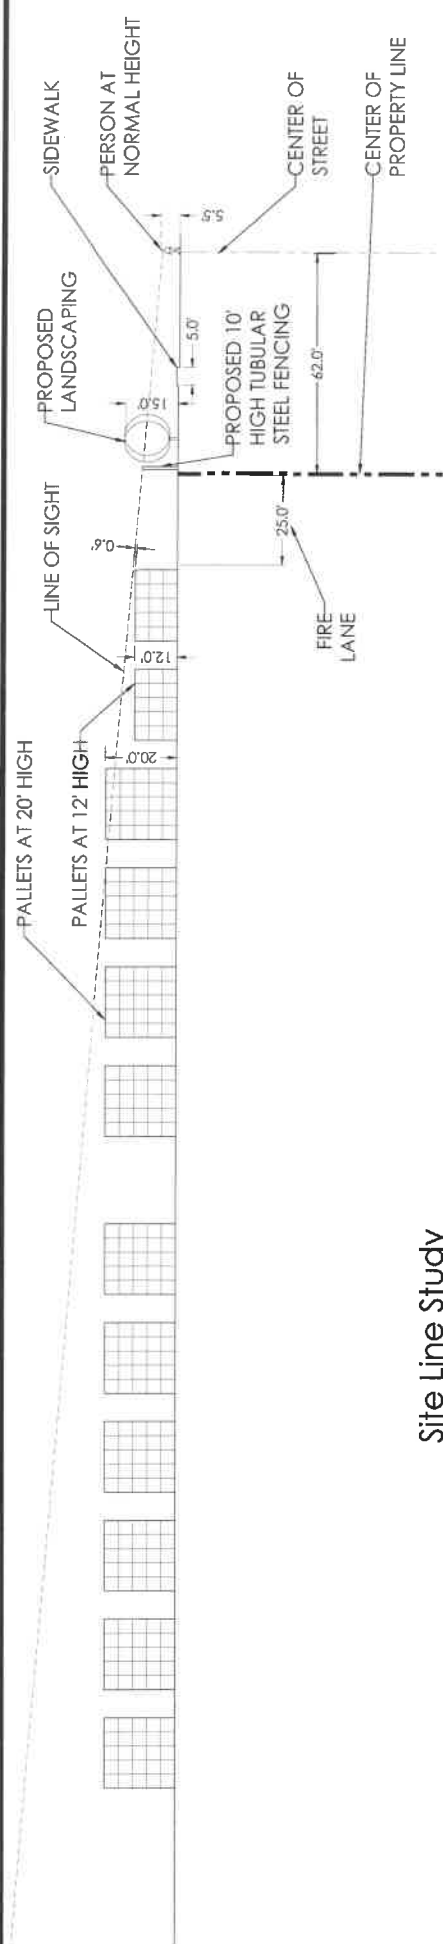 PALLETS AT 20' HIGH
PALLETS AT 12' HIGH
LINE OF SIGHT
PROPOSED
LANDSCAPING
SIDEWALK
PERSON AT
NORMAL HEIGHT
20.0'
12.0'
0.6'
15.0'
5.0'
5.5'
PROPOSED 10'
HIGH TUBULAR
STEEL FENCING
CENTER OF
STREET
62.0'
25.0'
FIRE
LANE
CENTER OF
PROPERTY LINE
Site Line Study